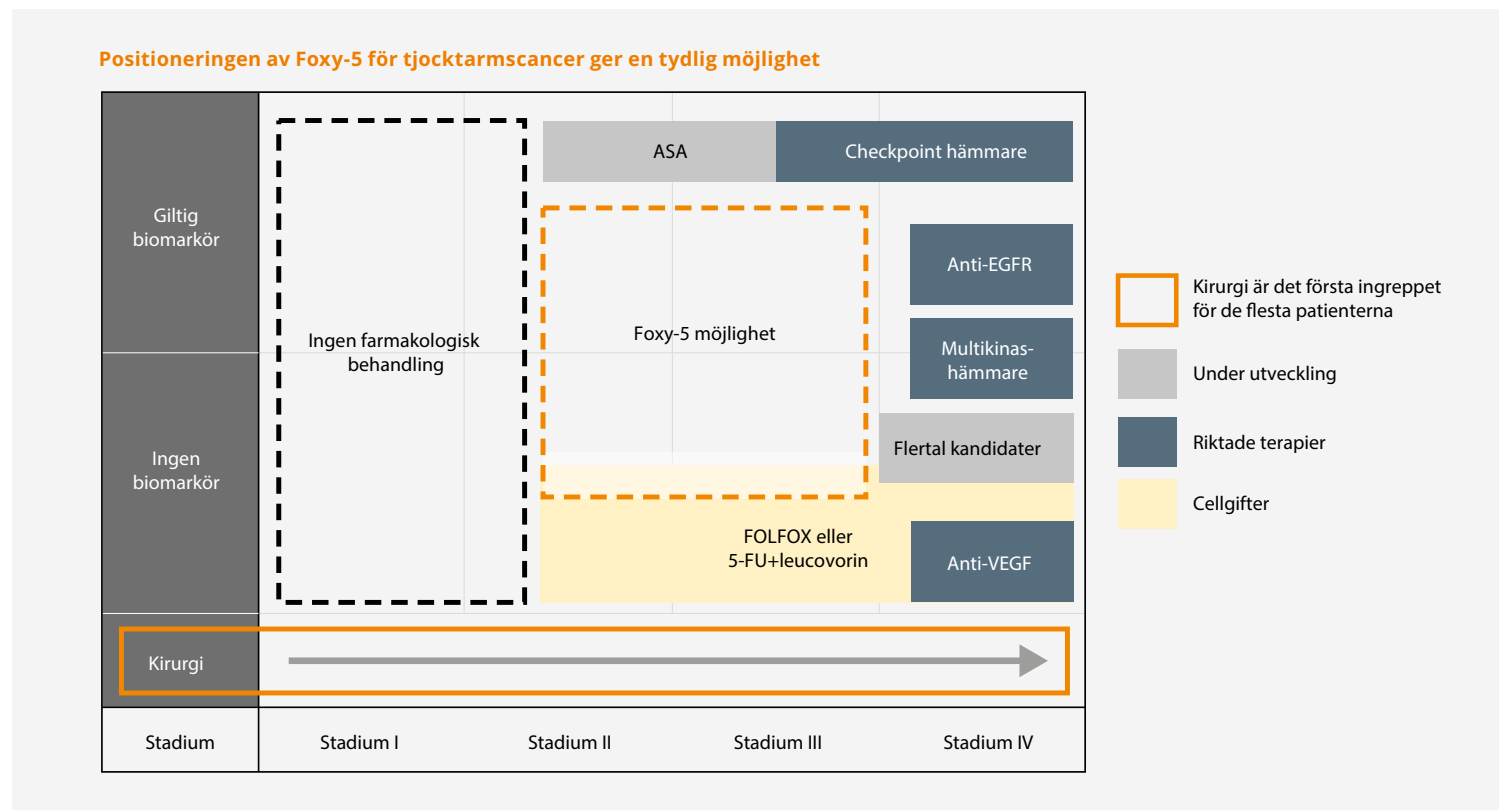 Positioneringen av Foxy-5 för tjocktarmscancer ger en tydlig möjlighet
Giltig
biomarkör
Ingen
biomarkör
Kirurgi
Stadium
Ingen farmakologisk
behandling
ASA
Checkpoint hämmare
Foxy-5 möjlighet
Anti-EGFR
Multikinas-
hämmare
Flertal kandidater
FOLFOX eller
5-FU+leucovorin
Anti-VEGF
Stadium I
Stadium II
Stadium III
Stadium IV
Kirurgi är det första ingreppet
för de flesta patienterna
Under utveckling
Riktade terapier
Cellgifter